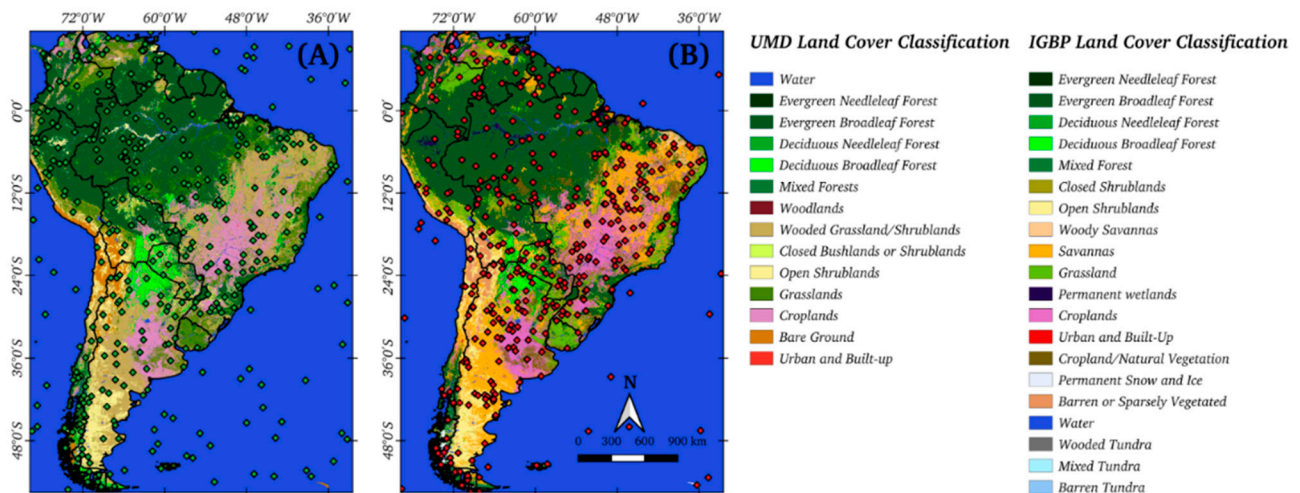 72°W 60°W 48°W 36°W 72°W 60°W 48°W 36°W
(A) (B)
0°0'
12°0'S
24°0'S
36°0'S
48°0'S
0°0'
12°0'S
24°0'S
36°0'S
48°0'S
N
0 300 600 900 km
UMD Land Cover Classification
Water
Evergreen Needleleaf Forest
Evergreen Broadleaf Forest
Deciduous Needleleaf Forest
Deciduous Broadleaf Forest
Mixed Forests
Woodlands
Wooded Grassland/Shrublands
Closed Bushlands or Shrublands
Open Shrublands
Grasslands
Croplands
Bare Ground
Urban and Built-up
IGBP Land Cover Classification
Evergreen Needleleaf Forest
Evergreen Broadleaf Forest
Deciduous Needleleaf Forest
Deciduous Broadleaf Forest
Mixed Forest
Closed Shrublands
Open Shrublands
Woody Savannas
Savannas
Grassland
Permanent wetlands
Croplands
Urban and Built-Up
Cropland/Natural Vegetation
Permanent Snow and Ice
Barren or Sparsely Vegetated
Water
Wooded Tundra
Mixed Tundra
Barren Tundra